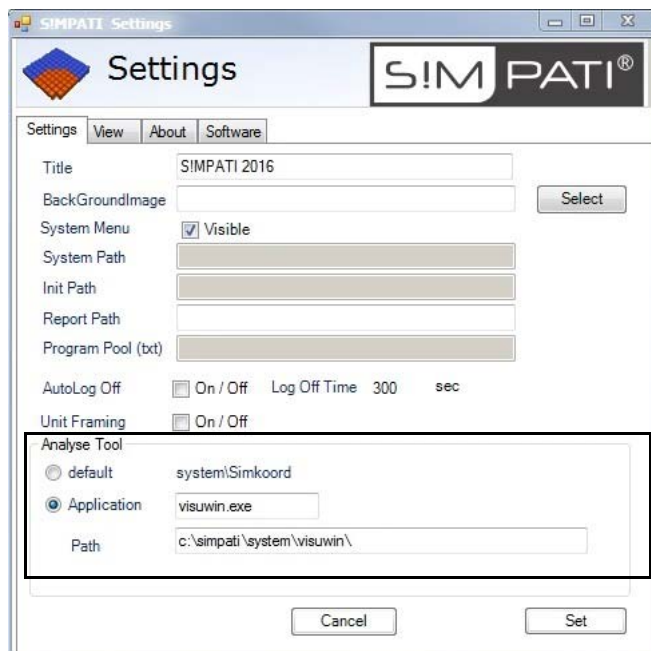 S!MPATI Settings
Settings
S!M PATI®
Settings View About Software
Title S!MPATI 2016
BackGroundImage Select
System Menu Visible
System Path
Init Path
Report Path
Program Pool (txt)
AutoLog Off On / Off Log Off Time 300 sec
Unit Framing On / Off
Analyse Tool
default system\Simkoord
Application visuwin.exe
Path c:\simpati\system\visuwin\
Cancel Set